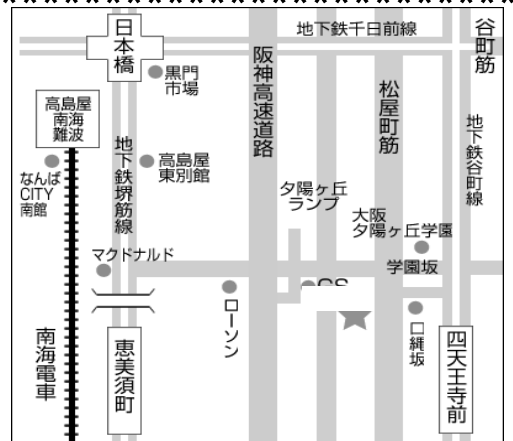 地下鉄千日前線
谷町筋
日本橋
阪神高速道路
黒門
市場
松屋町筋
高島屋
南海
難波
地下鉄谷町線
地下鉄堺筋線
高島屋
東別館
なんば
CITY
南館
夕陽ヶ丘
ランプ
大阪
夕陽ヶ丘学園
マクドナルド
学園坂
GS
ローソン
口縄坂
南海電車
恵美須町
四天王寺前